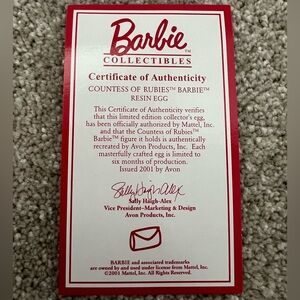 Barbie™
COLLECTIBLES
Certificate of Authenticity
COUNTESS OF RUBIES™ BARBIE™
RESIN EGG
This Certificate of Authenticity verifies
that this limited edition collector's egg,
has been officially authorized by Mattel, Inc.
and that the Countess of Rubies™
Barbie™ figure it holds is authentically
recreated by Avon Products, Inc. Each
masterfully crafted egg is limited to
six months of production.
Issued 2001 by Avon
Sally Haigh-Alex
Sally Haigh-Alex
Vice President–Marketing & Design
Avon Products, Inc.
BARBIE and associated trademarks
are owned by and used under license from Mattel, Inc.
©2001 Mattel, Inc. All Rights Reserved.